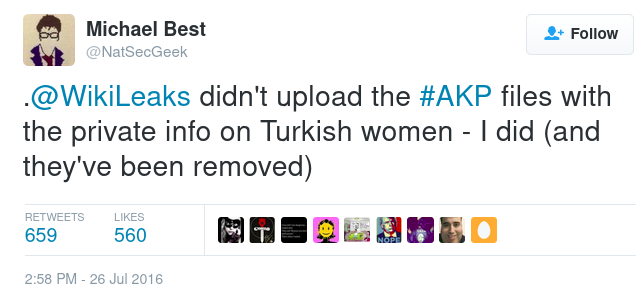 Michael Best
@NatSecGeek
Follow
.@WikiLeaks didn't upload the #AKP files with
the private info on Turkish women - I did (and
they've been removed)
RETWEETS LIKES
659 560
NOPE
2:58 PM - 26 Jul 2016